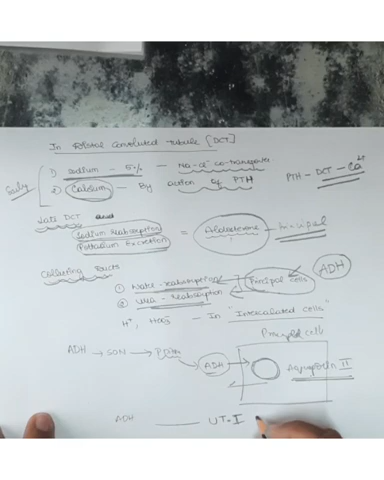 In Distal Convoluted Tubule [DCT]
Early
1) Sodium - 5% - Na-Cl co-transporter
2) Calcium - By action of PTH
PTH - DCT - Ca
Late DCT
Sodium Reabsorption
Potassium Excretion
= Aldosterone - Principal
Collecting Ducts
ADH
① Water reabsorption
Principal cells
② Urea - Reabsorption
H⁺, HCO₃⁻ - In "Intercalated cells"
Principal cells
ADH → SON → P.Pitu → ADH
Aquaporin II
ADH — UT-I